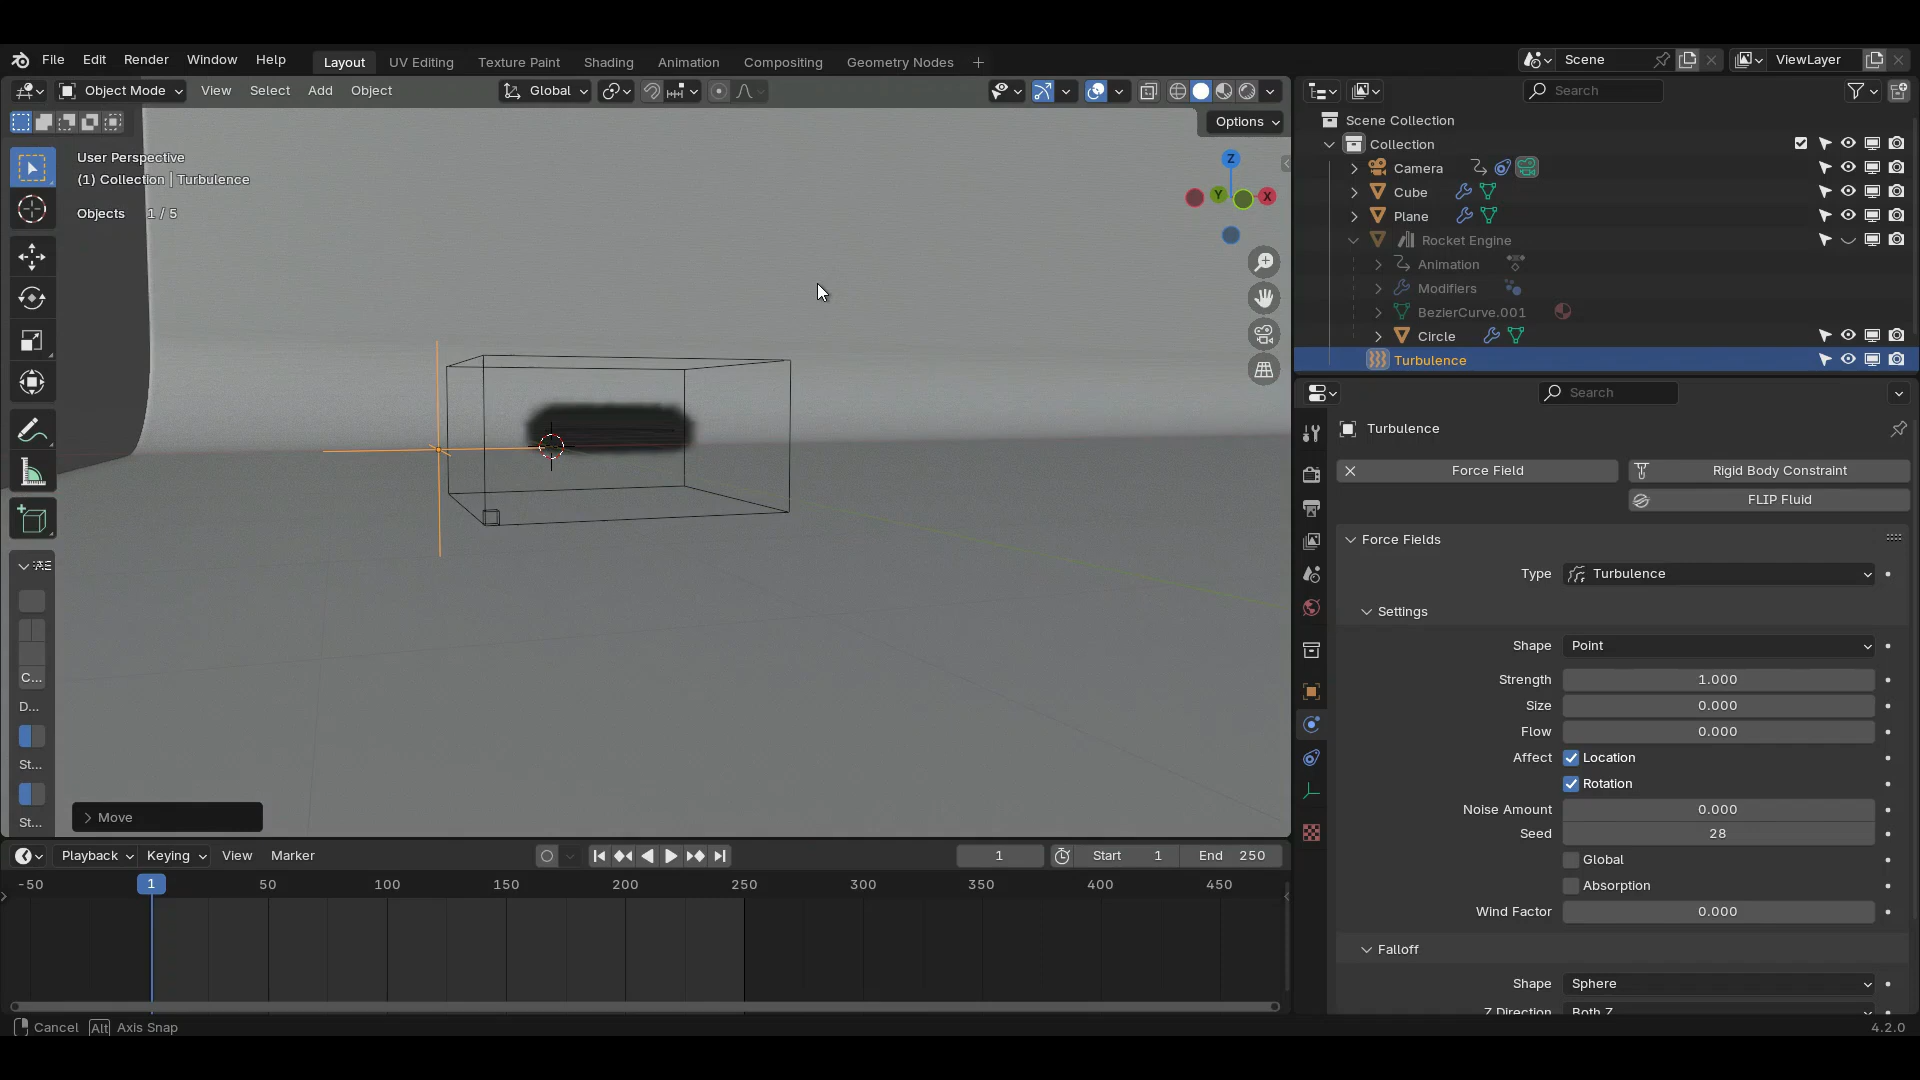 File Edit Render Window Help Layout UV Editing Texture Paint Shading Animation Compositing Geometry Nodes + Scene ViewLayer
Object Mode View Select Add Object Global Search
Options
User Perspective
(1) Collection | Turbulence
Objects 1 / 5
Z
Y
X
C...
D...
St...
St...
> Move
Scene Collection
Collection
Camera
Cube
Plane
Rocket Engine
Animation
Modifiers
BezierCurve.001
Circle
Turbulence
Search
Turbulence
Force Field Rigid Body Constraint
FLIP Fluid
Force Fields
Type Turbulence
Settings
Shape Point
Strength 1.000
Size 0.000
Flow 0.000
Affect Location
Rotation
Noise Amount 0.000
Seed 28
Global
Absorption
Wind Factor 0.000
Falloff
Shape Sphere
Z Direction Both Z
Playback Keying View Marker 1 Start 1 End 250
-50 1 50 100 150 200 250 300 350 400 450
Cancel Alt Axis Snap 4.2.0